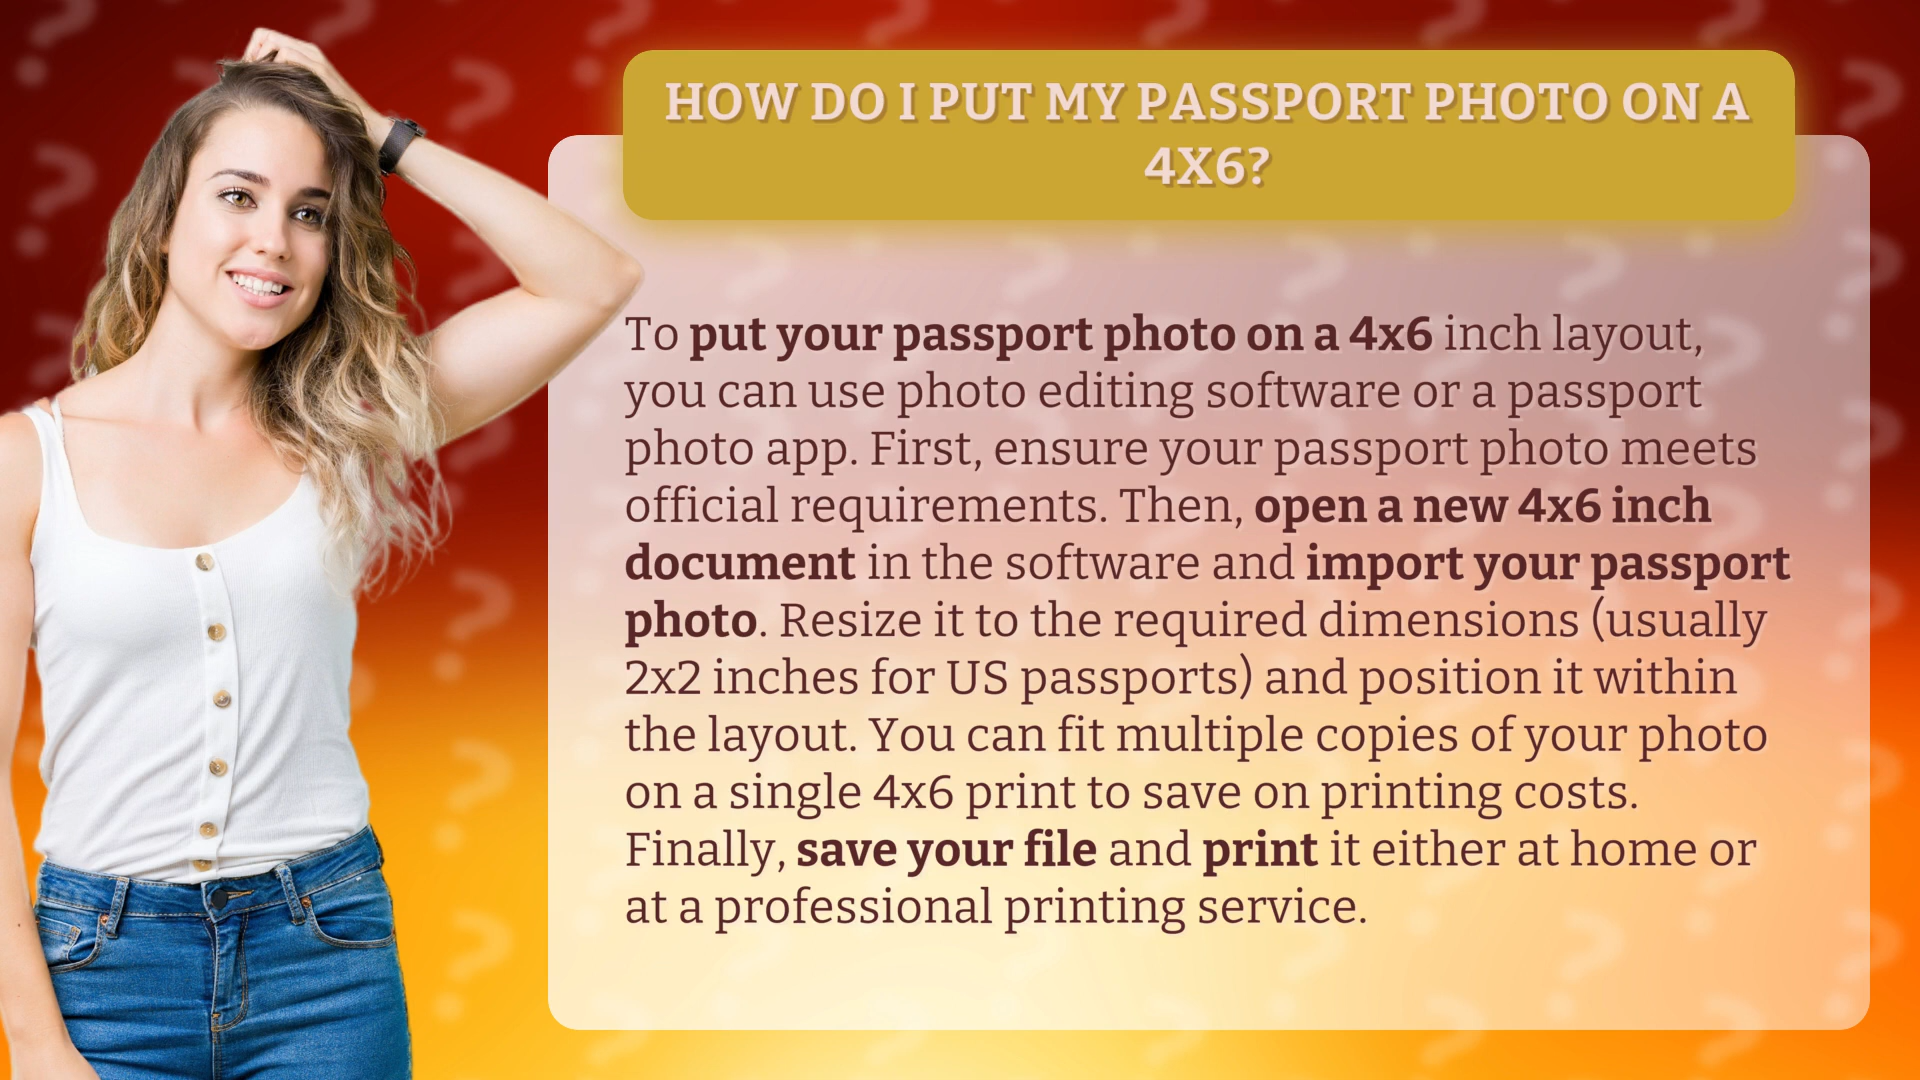 HOW DO I PUT MY PASSPORT PHOTO ON A
4X6?
To put your passport photo on a 4x6 inch layout,
you can use photo editing software or a passport
photo app. First, ensure your passport photo meets
official requirements. Then, open a new 4x6 inch
document in the software and import your passport
photo. Resize it to the required dimensions (usually
2x2 inches for US passports) and position it within
the layout. You can fit multiple copies of your photo
on a single 4x6 print to save on printing costs.
Finally, save your file and print it either at home or
at a professional printing service.